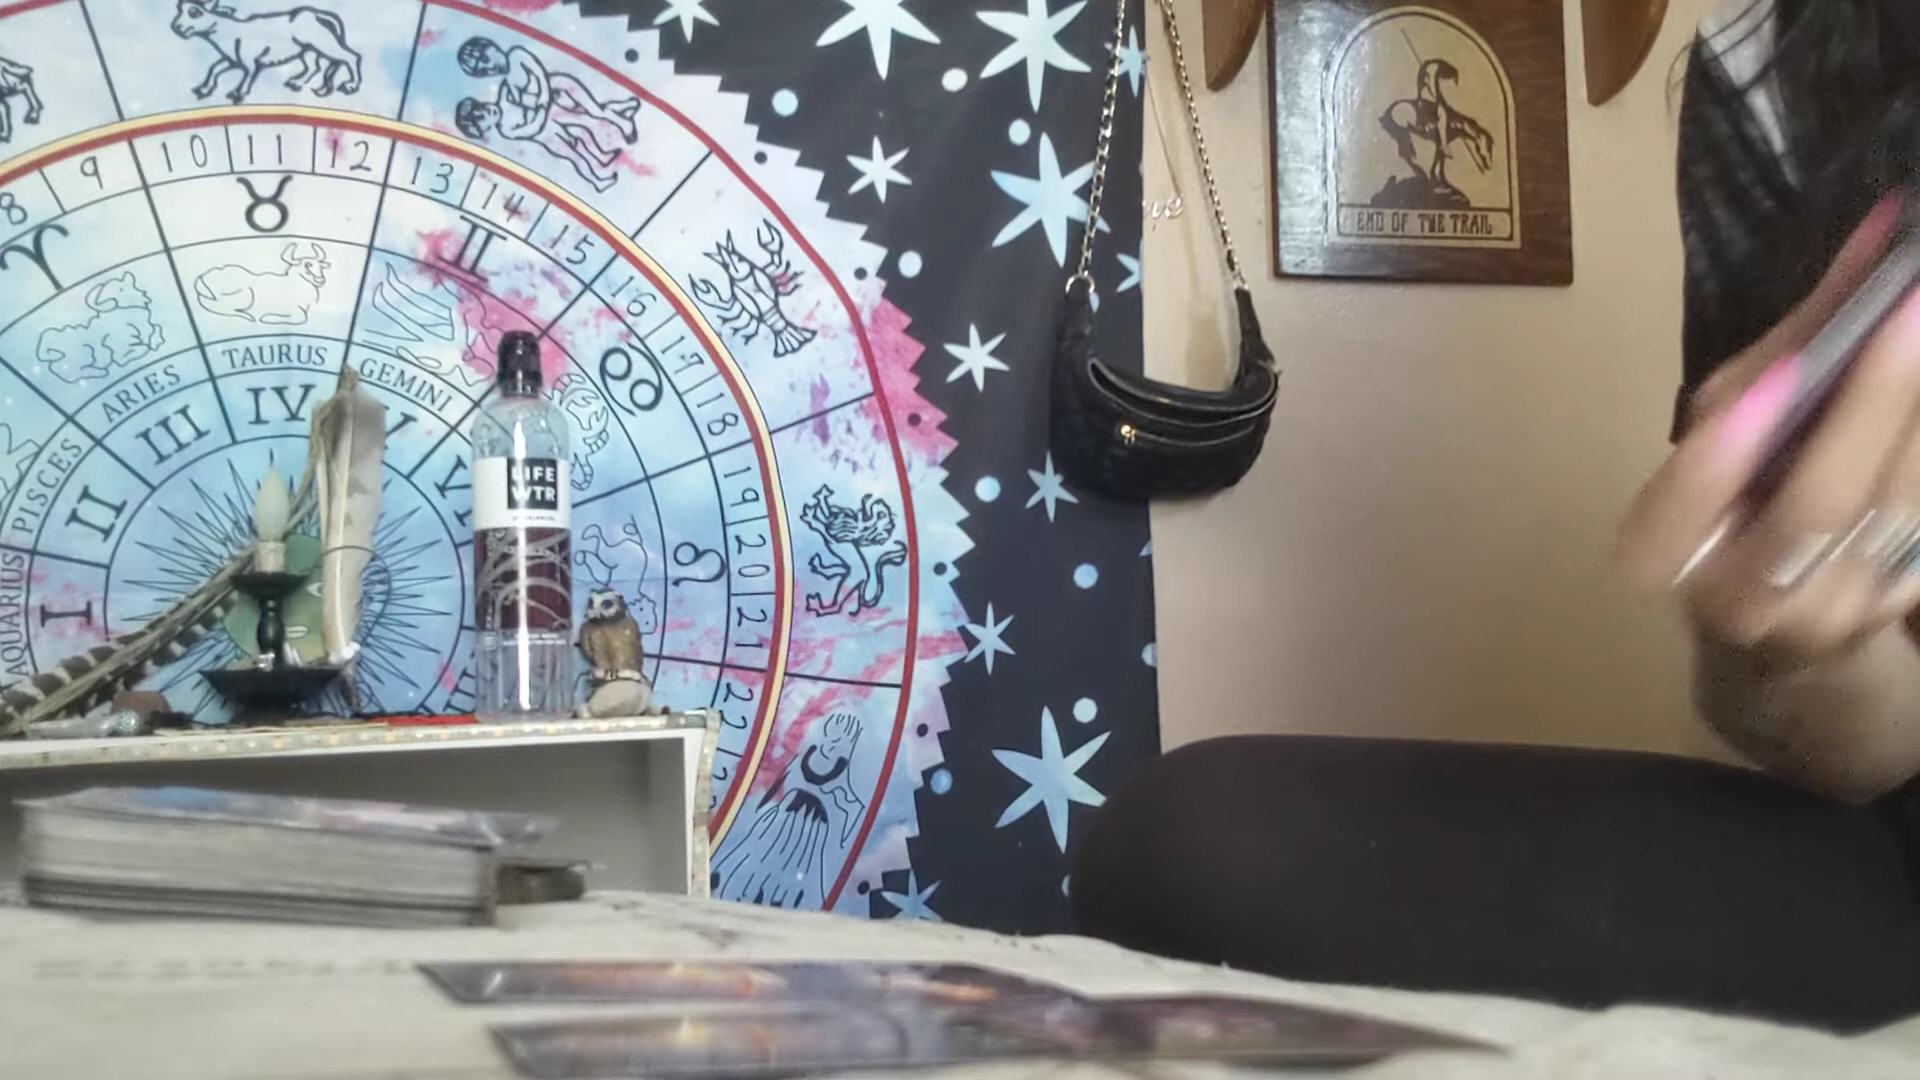 8 9 10 11 12 13 14 15 16 17 18 19 20 21 22
ARIES
TAURUS
GEMINI
PISCES
AQUARIUS
I II III IV V
LIFE
WTR
END OF THE TRAIL